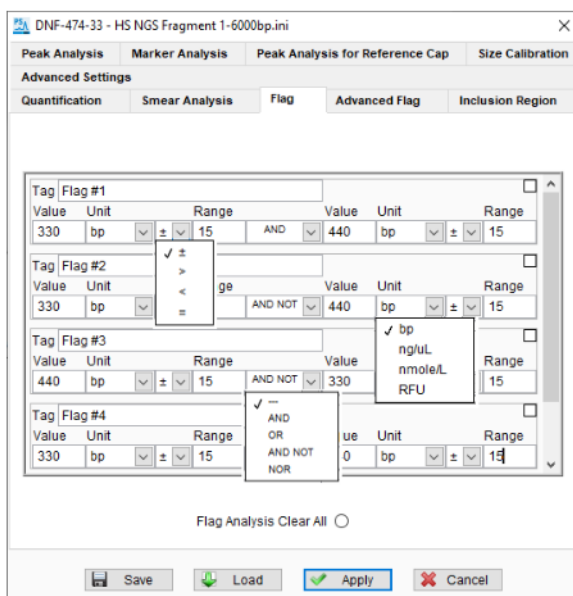 DNF-474-33 - HS NGS Fragment 1-6000bp.ini
Peak Analysis Marker Analysis Peak Analysis for Reference Cap Size Calibration
Advanced Settings
Quantification Smear Analysis Flag Advanced Flag Inclusion Region
Tag Flag #1
Value Unit Range Value Unit Range
330 bp ± 15 AND 440 bp ± 15
✓ ±
>
<
=
Tag Flag #2
Value Unit ge Value Unit Range
330 bp AND NOT 440 bp ± 15
✓ bp
ng/uL
nmole/L
RFU
Tag Flag #3
Value Unit Range Value Range
440 bp ± 15 AND NOT 330 15
✓ ---
AND
OR
AND NOT
NOR
Tag Flag #4
Value Unit Range ue Unit Range
330 bp ± 15 0 bp ± 15
Flag Analysis Clear All
Save Load Apply Cancel